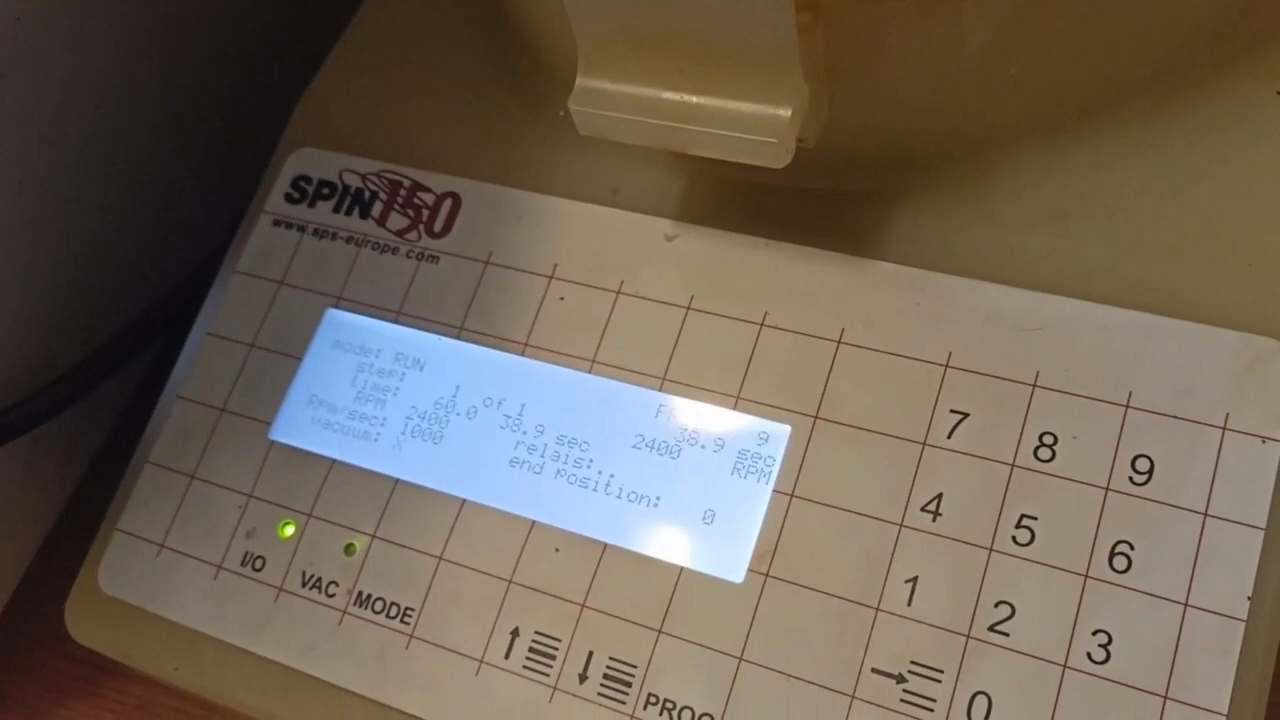 SPIN150
www.sps-europe.com
mode: RUN
step: 1 of 1 9
time: 60.0 38.9 sec 38.9 sec
RPM 2400 2400 RPM
Rpm/sec: 1000 relais:..
vacuum: X end position: 0
7 8 9
4 5 6
1 2 3
0
I/O VAC MODE